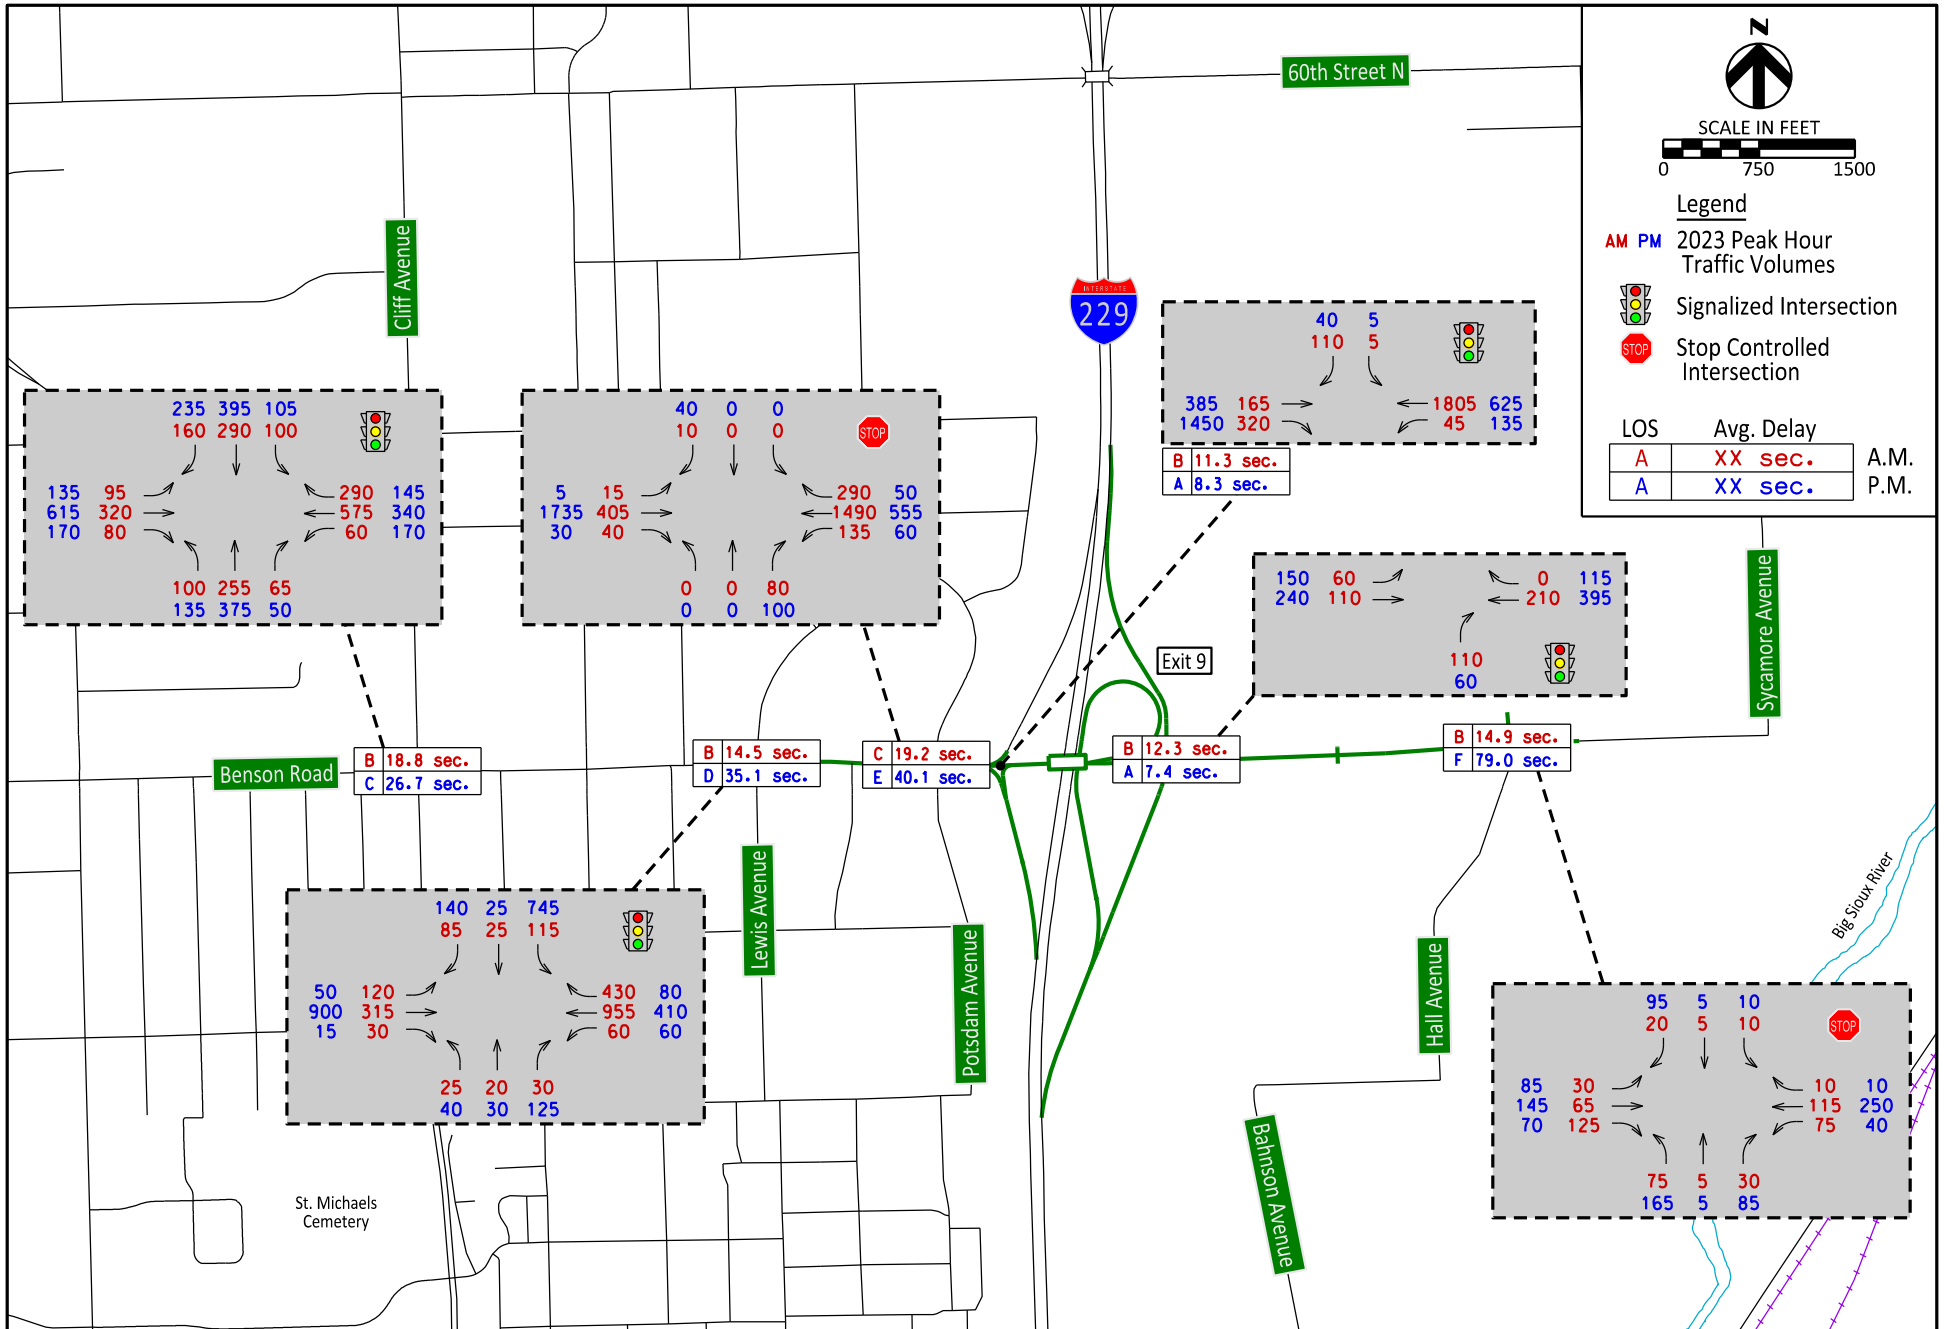 60th Street N
N
SCALE IN FEET
0 750 1500
Legend
AM PM 2023 Peak Hour
Traffic Volumes
Signalized Intersection
STOP Stop Controlled
Intersection
LOS Avg. Delay
A XX sec. A.M.
A XX sec. P.M.
Cliff Avenue
INTERSTATE
229
40 5
110 5
385 165 1805 625
1450 320 45 135
B 11.3 sec.
A 8.3 sec.
235 395 105
160 290 100
135 95 290 145
615 320 575 340
170 80 60 170
100 255 65
135 375 50
40 0 0
10 0 0
STOP
5 15 290 50
1735 405 1490 555
30 40 135 60
0 0 80
0 0 100
150 60 0 115
240 110 210 395
110
60
Exit 9
Sycamore Avenue
Benson Road
B 18.8 sec.
C 26.7 sec.
B 14.5 sec.
D 35.1 sec.
C 19.2 sec.
E 40.1 sec.
B 12.3 sec.
A 7.4 sec.
B 14.9 sec.
F 79.0 sec.
Lewis Avenue
Potsdam Avenue
Hall Avenue
Bahnson Avenue
Big Sioux River
140 25 745
85 25 115
50 120 430 80
900 315 955 410
15 30 60 60
25 20 30
40 30 125
95 5 10
20 5 10
STOP
85 30 10 10
145 65 115 250
70 125 75 40
75 5 30
165 5 85
St. Michaels
Cemetery